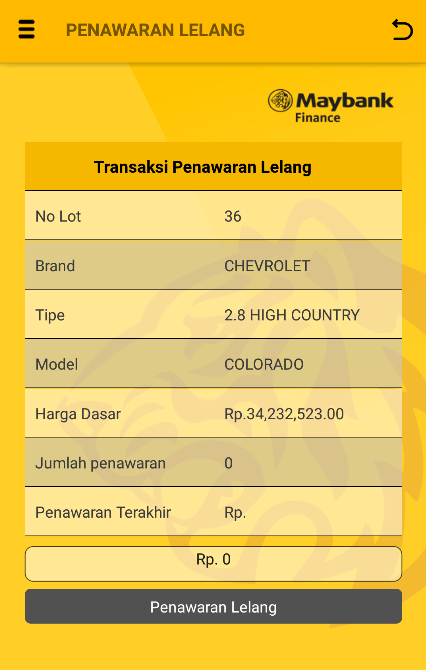 PENAWARAN LELANG
Maybank
Finance
Transaksi Penawaran Lelang
No Lot 36
Brand CHEVROLET
Tipe 2.8 HIGH COUNTRY
Model COLORADO
Harga Dasar Rp.34,232,523.00
Jumlah penawaran 0
Penawaran Terakhir Rp.
Rp. 0
Penawaran Lelang